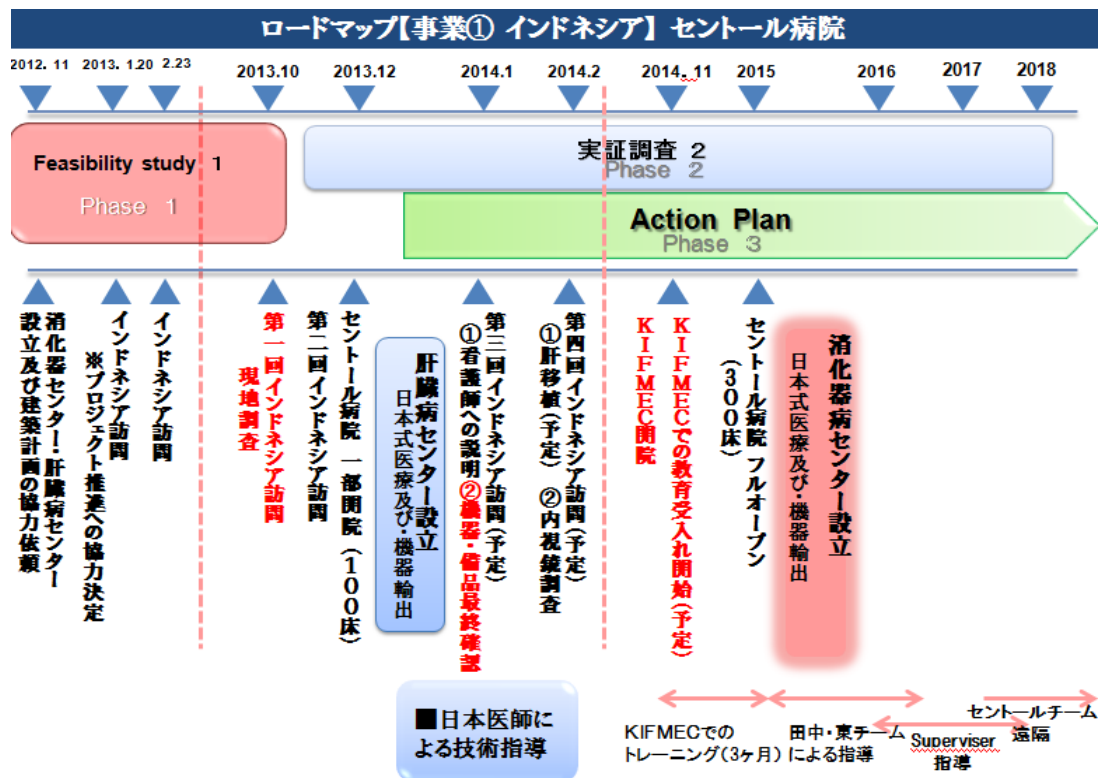 ロードマップ【事業① インドネシア】 セントール病院
2012. 11
2013. 1.20
2.23
2013.10
2013.12
2014.1
2014.2
2014. 11
2015
2016
2017
2018
Feasibility study 1
Phase 1
実証調査 2
Phase 2
Action Plan
Phase 3
消化器センター・肝臓病センター
設立及び建築計画の協力依頼
インドネシア訪問
※プロジェクト推進への協力決定
インドネシア訪問
第一回インドネシア訪問
現地調査
セントール病院 一部開院(100床)
第二回インドネシア訪問
肝臓病センター設立
日本式医療及び・機器輸出
第三回インドネシア訪問(予定)
①看護師への説明②機器・備品最終確認
第四回インドネシア訪問(予定)
①肝移植(予定) ②内視鏡調査
KIFMECでの教育受入れ開始(予定)
KIFMEC開院
セントール病院 フルオープン
(300床)
消化器病センター設立
日本式医療及び・機器輸出
■日本医師に
よる技術指導
KIFMECでの
トレーニング(3ヶ月)
田中・東チーム
による指導
Superviser
指導
セントールチーム
遠隔